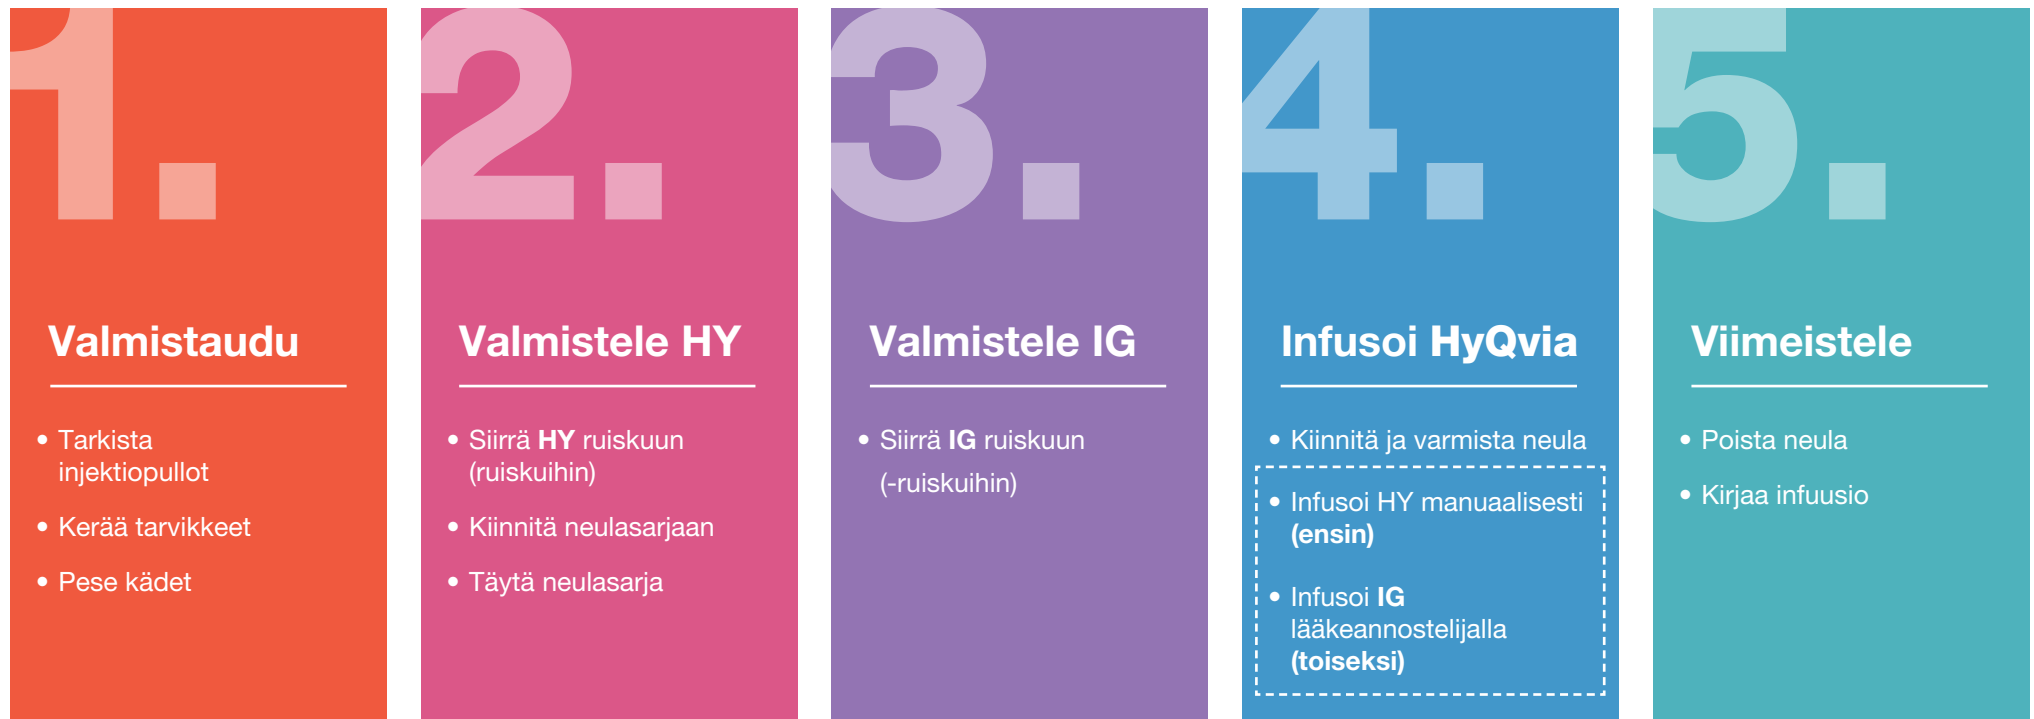 1.
Valmistaudu
• Tarkista
injektiopullot
• Kerää tarvikkeet
• Pese kädet
2.
Valmistele HY
• Siirrä HY ruiskuun
(ruiskuihin)
• Kiinnitä neulasarjaan
• Täytä neulasarja
3.
Valmistele IG
• Siirrä IG ruiskuun
(-ruiskuihin)
4.
Infusoi HyQvia
• Kiinnitä ja varmista neula
• Infusoi HY manuaalisesti
(ensin)
• Infusoi IG
lääkeannostelijalla
(toiseksi)
5.
Viimeistele
• Poista neula
• Kirjaa infuusio